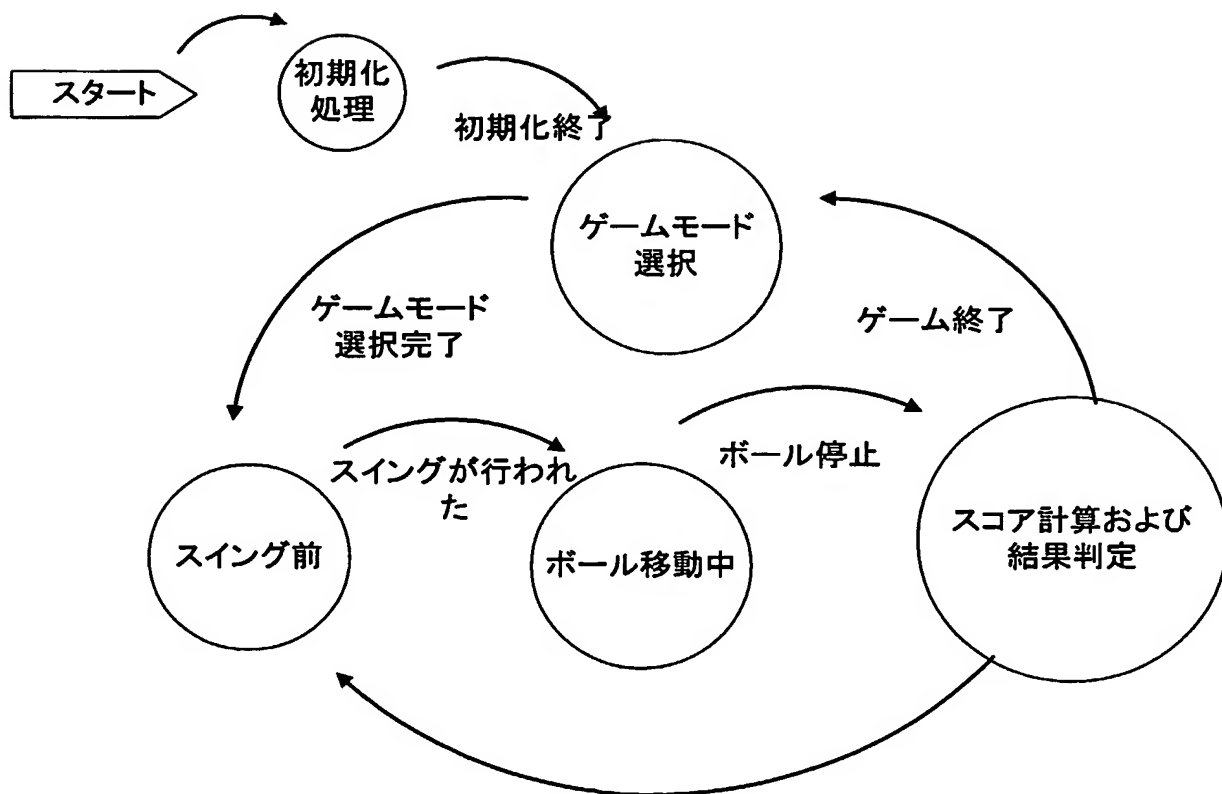 スタート
初期化
処理
初期化終了
ゲームモード
選択
ゲームモード
選択完了
ゲーム終了
スイングが行われ
た
ボール停止
スイング前
ボール移動中
スコア計算および
結果判定